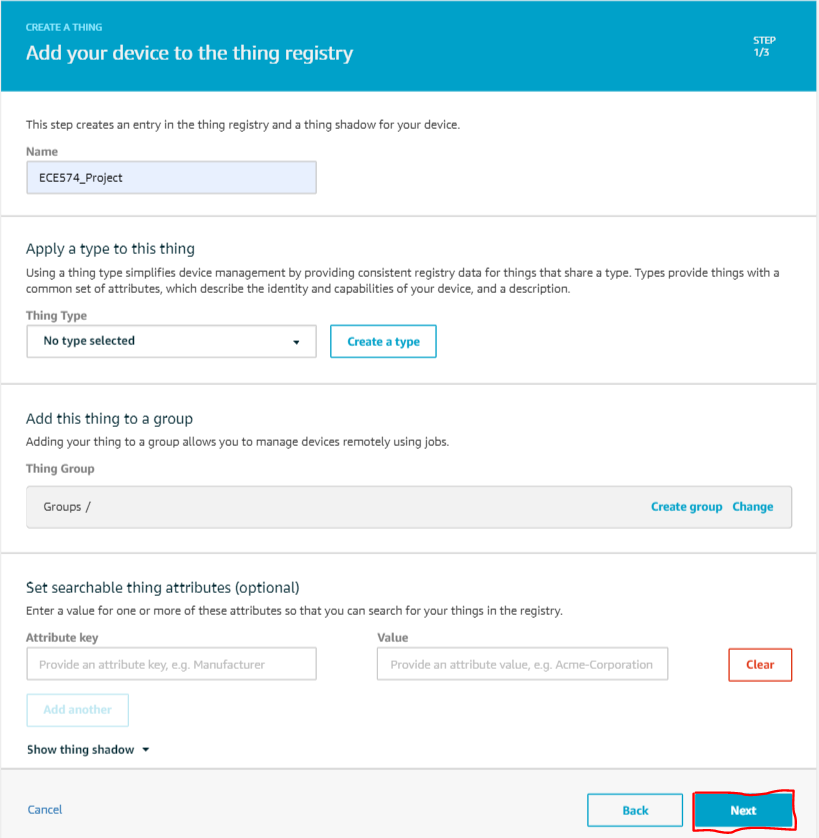 CREATE A THING
Add your device to the thing registry
STEP
1/3
This step creates an entry in the thing registry and a thing shadow for your device.
Name
ECE574_Project
Apply a type to this thing
Using a thing type simplifies device management by providing consistent registry data for things that share a type. Types provide things with a
common set of attributes, which describe the identity and capabilities of your device, and a description.
Thing Type
No type selected
Create a type
Add this thing to a group
Adding your thing to a group allows you to manage devices remotely using jobs.
Thing Group
Groups /
Create group Change
Set searchable thing attributes (optional)
Enter a value for one or more of these attributes so that you can search for your things in the registry.
Attribute key
Value
Provide an attribute key, e.g. Manufacturer
Provide an attribute value, e.g. Acme-Corporation
Clear
Add another
Show thing shadow
Cancel
Back
Next